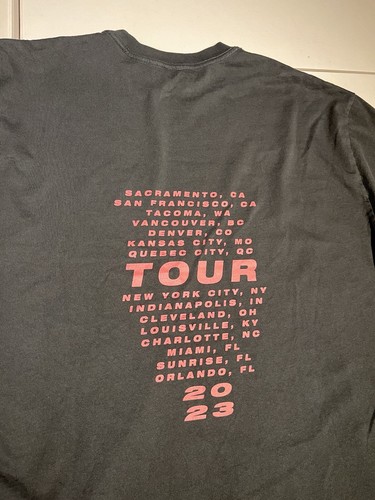 SACRAMENTO, CA
SAN FRANCISCO, CA
TACOMA, WA
VANCOUVER, BC
DENVER, CO
KANSAS CITY, MO
QUEBEC CITY, QC
TOUR
NEW YORK CITY, NY
INDIANAPOLIS, IN
CLEVELAND, OH
LOUISVILLE, KY
CHARLOTTE, NC
MIAMI, FL
SUNRISE, FL
ORLANDO, FL
20
23